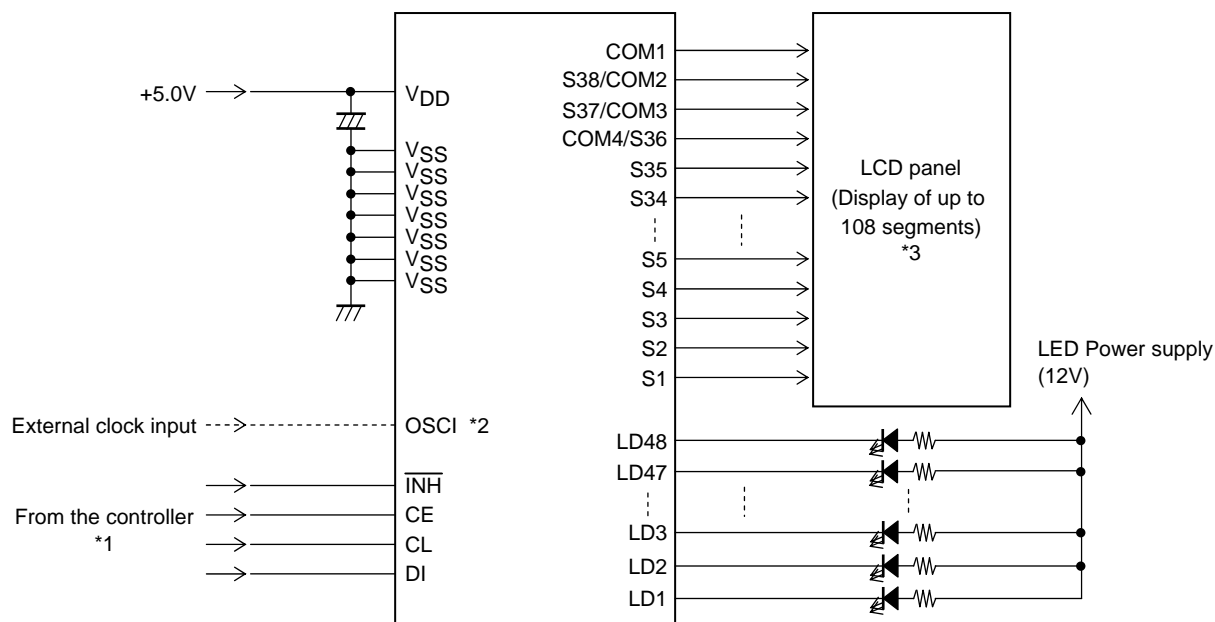 +5.0V
VDD
VSS
VSS
VSS
VSS
VSS
VSS
VSS
External clock input
OSCI *2
From the controller
*1
INH
CE
CL
DI
COM1
S38/COM2
S37/COM3
COM4/S36
S35
S34
S5
S4
S3
S2
S1
LD48
LD47
LD3
LD2
LD1
LCD panel
(Display of up to
108 segments)
*3
LED Power supply
(12V)